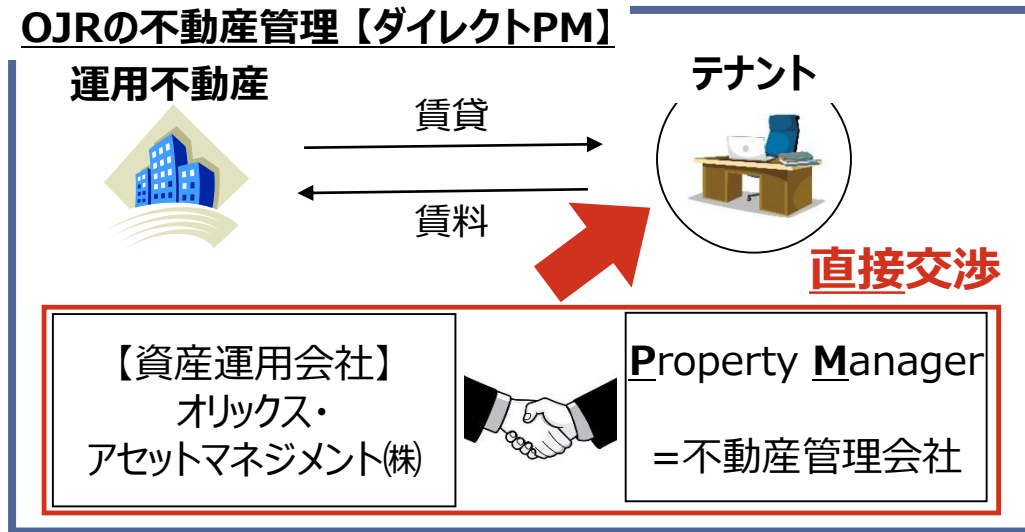 OJRの不動産管理【ダイレクトPM】
運用不動産
テナント
賃貸
賃料
直接交渉
【資産運用会社】
オリックス・
アセットマネジメント㈱
Property Manager
=不動産管理会社